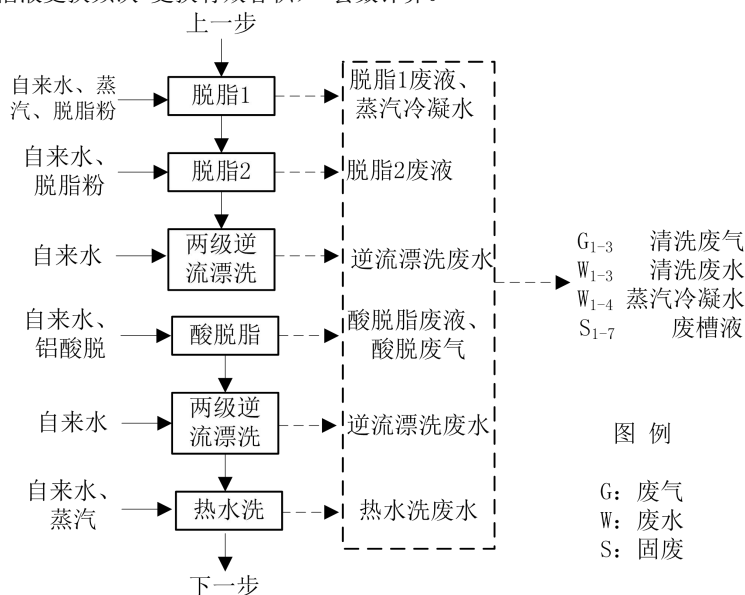 上一步
自来水、蒸
汽、脱脂粉
脱脂1
脱脂1废液、
蒸汽冷凝水
自来水、
脱脂粉
脱脂2
脱脂2废液
自来水
两级逆
流漂洗
逆流漂洗废水
自来水、
铝酸脱
酸脱脂
酸脱脂废液、
酸脱废气
自来水
两级逆
流漂洗
逆流漂洗废水
自来水、
蒸汽
热水洗
热水洗废水
下一步
G1-3 清洗废气
W1-3 清洗废水
W1-4 蒸汽冷凝水
S1-7 废槽液
图 例
G：废气
W：废水
S：固废